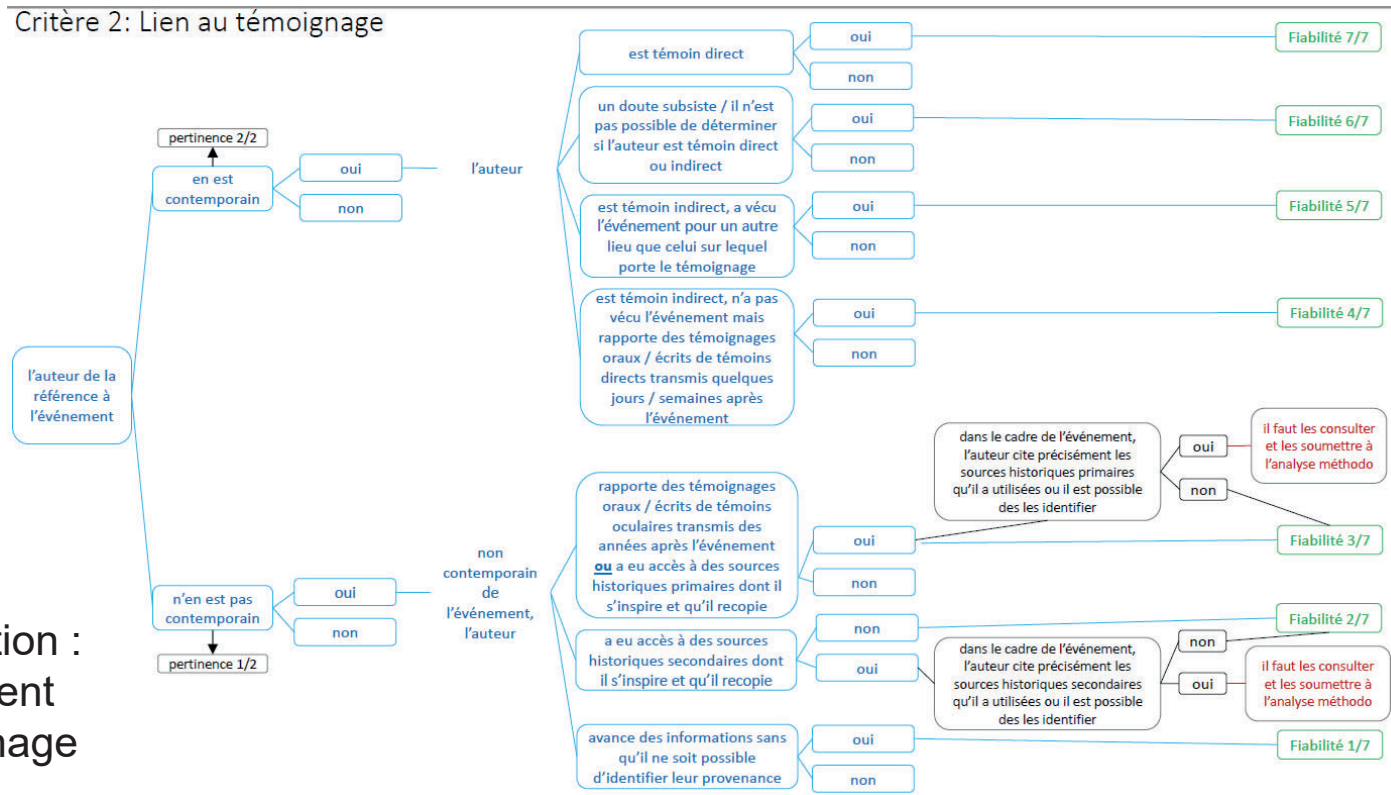 Critère 2: Lien au témoignage
l’auteur de la
référence à
l’événement
pertinence 2/2
en est
contemporain
oui
non
l’auteur
est témoin direct
oui
non
Fiabilité 7/7
un doute subsiste / il n’est
pas possible de déterminer
si l’auteur est témoin direct
ou indirect
oui
non
Fiabilité 6/7
est témoin indirect, a vécu
l’événement pour un autre
lieu que celui sur lequel
porte le témoignage
oui
non
Fiabilité 5/7
est témoin indirect, n’a pas
vécu l’événement mais
rapporte des témoignages
oraux / écrits de témoins
directs transmis quelques
jours / semaines après
l’événement
oui
non
Fiabilité 4/7
n’en est pas
contemporain
pertinence 1/2
oui
non
non
contemporain
de
l’événement,
l’auteur
rapporte des témoignages
oraux / écrits de témoins
oculaires transmis des
années après l’événement
ou a eu accès à des sources
historiques primaires dont il
s’inspire et qu’il recopie
oui
non
dans le cadre de l’événement,
l’auteur cite précisément les
sources historiques primaires
qu’il a utilisées ou il est possible
des les identifier
oui
non
il faut les consulter
et les soumettre à
l’analyse méthodo
Fiabilité 3/7
a eu accès à des sources
historiques secondaires dont
il s’inspire et qu’il recopie
non
oui
Fiabilité 2/7
dans le cadre de l’événement,
l’auteur cite précisément les
sources historiques secondaires
qu’il a utilisées ou il est possible
des les identifier
non
oui
il faut les consulter
et les soumettre à
l’analyse méthodo
avance des informations sans
qu’il ne soit possible
d’identifier leur provenance
oui
non
Fiabilité 1/7
tion :
ent
nage